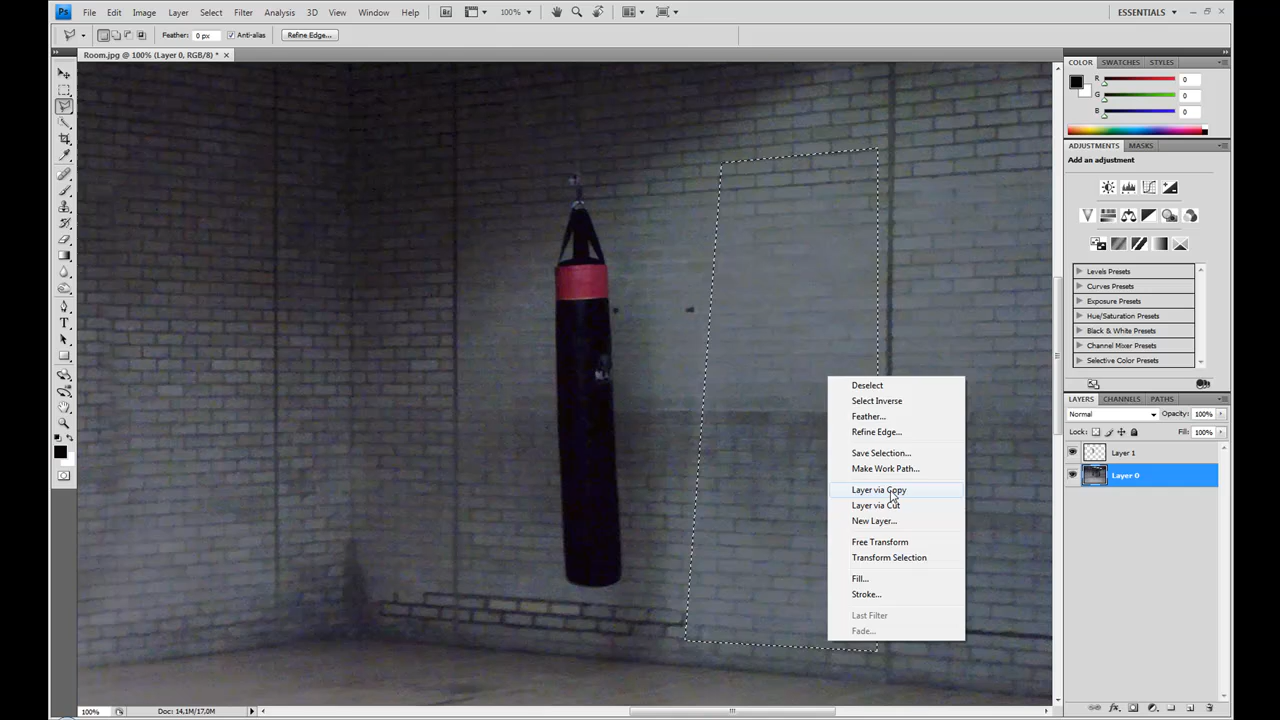 Ps File Edit Image Layer Select Filter Analysis 3D View Window Help Br 100% ESSENTIALS
Feather: 0 px Anti-alias Refine Edge...
Room.jpg @ 100% (Layer 0, RGB/8) * ×
COLOR SWATCHES STYLES
R 0
G 0
B 0
ADJUSTMENTS MASKS
Add an adjustment
Levels Presets
Curves Presets
Exposure Presets
Hue/Saturation Presets
Black & White Presets
Channel Mixer Presets
Selective Color Presets
LAYERS CHANNELS PATHS
Normal Opacity: 100%
Lock: Fill: 100%
Layer 1
Layer 0
Deselect
Select Inverse
Feather...
Refine Edge...
Save Selection...
Make Work Path...
Layer via Copy
Layer via Cut
New Layer...
Free Transform
Transform Selection
Fill...
Stroke...
Last Filter
Fade...
100% Doc: 14,1M/17,0M